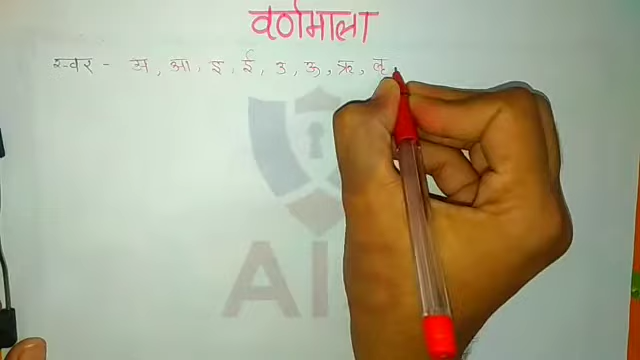 वर्णमाला
स्वर - अ, आ, इ, ई, उ, ऊ, ऋ, ॡ